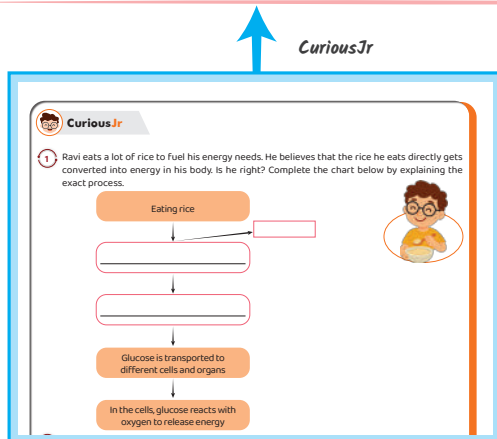 CuriousJr
CuriousJr
1 Ravi eats a lot of rice to fuel his energy needs. He believes that the rice he eats directly gets
converted into energy in his body. Is he right? Complete the chart below by explaining the
exact process.
Eating rice
Glucose is transported to
different cells and organs
In the cells, glucose reacts with
oxygen to release energy